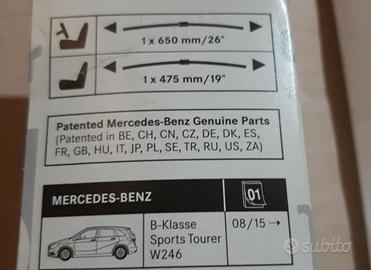 1 x 650 mm/26"
1 x 475 mm/19"
Patented Mercedes-Benz Genuine Parts
(Patented in BE, CH, CN, CZ, DE, DK, ES,
FR, GB, HU, IT, JP, PL, SE, TR, RU, US, ZA)
MERCEDES-BENZ
01
B-Klasse
Sports Tourer
W246
08/15 →
subito